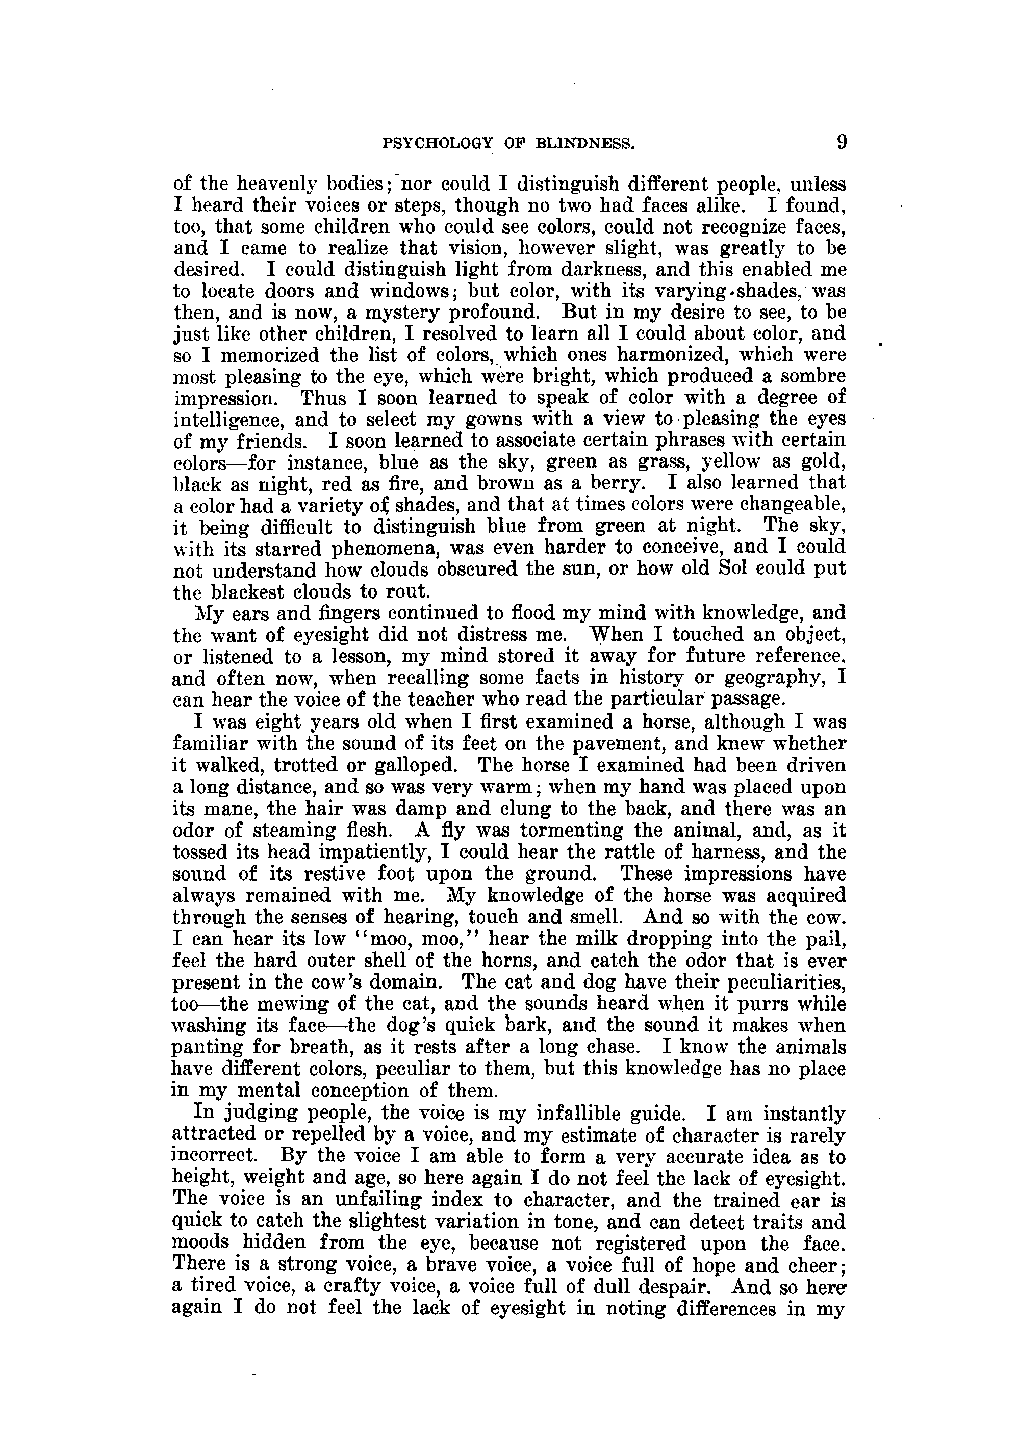 PSYCHOLOGY OF BLINDNESS. 9
of the heavenly bodies; nor could I distinguish different people, unless
I heard their voices or steps, though no two had faces alike. I found,
too, that some children who could see colors, could not recognize faces,
and I came to realize that vision, however slight, was greatly to be
desired. I could distinguish light from darkness, and this enabled me
to locate doors and windows; but color, with its varying shades, was
then, and is now, a mystery profound. But in my desire to see, to be
just like other children, I resolved to learn all I could about color, and
so I memorized the list of colors, which ones harmonized, which were
most pleasing to the eye, which were bright, which produced a sombre
impression. Thus I soon learned to speak of color with a degree of
intelligence, and to select my gowns with a view to pleasing the eyes
of my friends. I soon learned to associate certain phrases with certain
colors—for instance, blue as the sky, green as grass, yellow as gold,
black as night, red as fire, and brown as a berry. I also learned that
a color had a variety of shades, and that at times colors were changeable,
it being difficult to distinguish blue from green at night. The sky,
with its starred phenomena, was even harder to conceive, and I could
not understand how clouds obscured the sun, or how old Sol could put
the blackest clouds to rout.
My ears and fingers continued to flood my mind with knowledge, and
the want of eyesight did not distress me. When I touched an object,
or listened to a lesson, my mind stored it away for future reference,
and often now, when recalling some facts in history or geography, I
can hear the voice of the teacher who read the particular passage.
I was eight years old when I first examined a horse, although I was
familiar with the sound of its feet on the pavement, and knew whether
it walked, trotted or galloped. The horse I examined had been driven
a long distance, and so was very warm; when my hand was placed upon
its mane, the hair was damp and clung to the back, and there was an
odor of steaming flesh. A fly was tormenting the animal, and, as it
tossed its head impatiently, I could hear the rattle of harness, and the
sound of its restive foot upon the ground. These impressions have
always remained with me. My knowledge of the horse was acquired
through the senses of hearing, touch and smell. And so with the cow.
I can hear its low "moo, moo," hear the milk dropping into the pail,
feel the hard outer shell of the horns, and catch the odor that is ever
present in the cow's domain. The cat and dog have their peculiarities,
too—the mewing of the cat, and the sounds heard when it purrs while
washing its face—the dog's quick bark, and the sound it makes when
panting for breath, as it rests after a long chase. I know the animals
have different colors, peculiar to them, but this knowledge has no place
in my mental conception of them.
In judging people, the voice is my infallible guide. I am instantly
attracted or repelled by a voice, and my estimate of character is rarely
incorrect. By the voice I am able to form a very accurate idea as to
height, weight and age, so here again I do not feel the lack of eyesight.
The voice is an unfailing index to character, and the trained ear is
quick to catch the slightest variation in tone, and can detect traits and
moods hidden from the eye, because not registered upon the face.
There is a strong voice, a brave voice, a voice full of hope and cheer;
a tired voice, a crafty voice, a voice full of dull despair. And so here
again I do not feel the lack of eyesight in noting differences in my